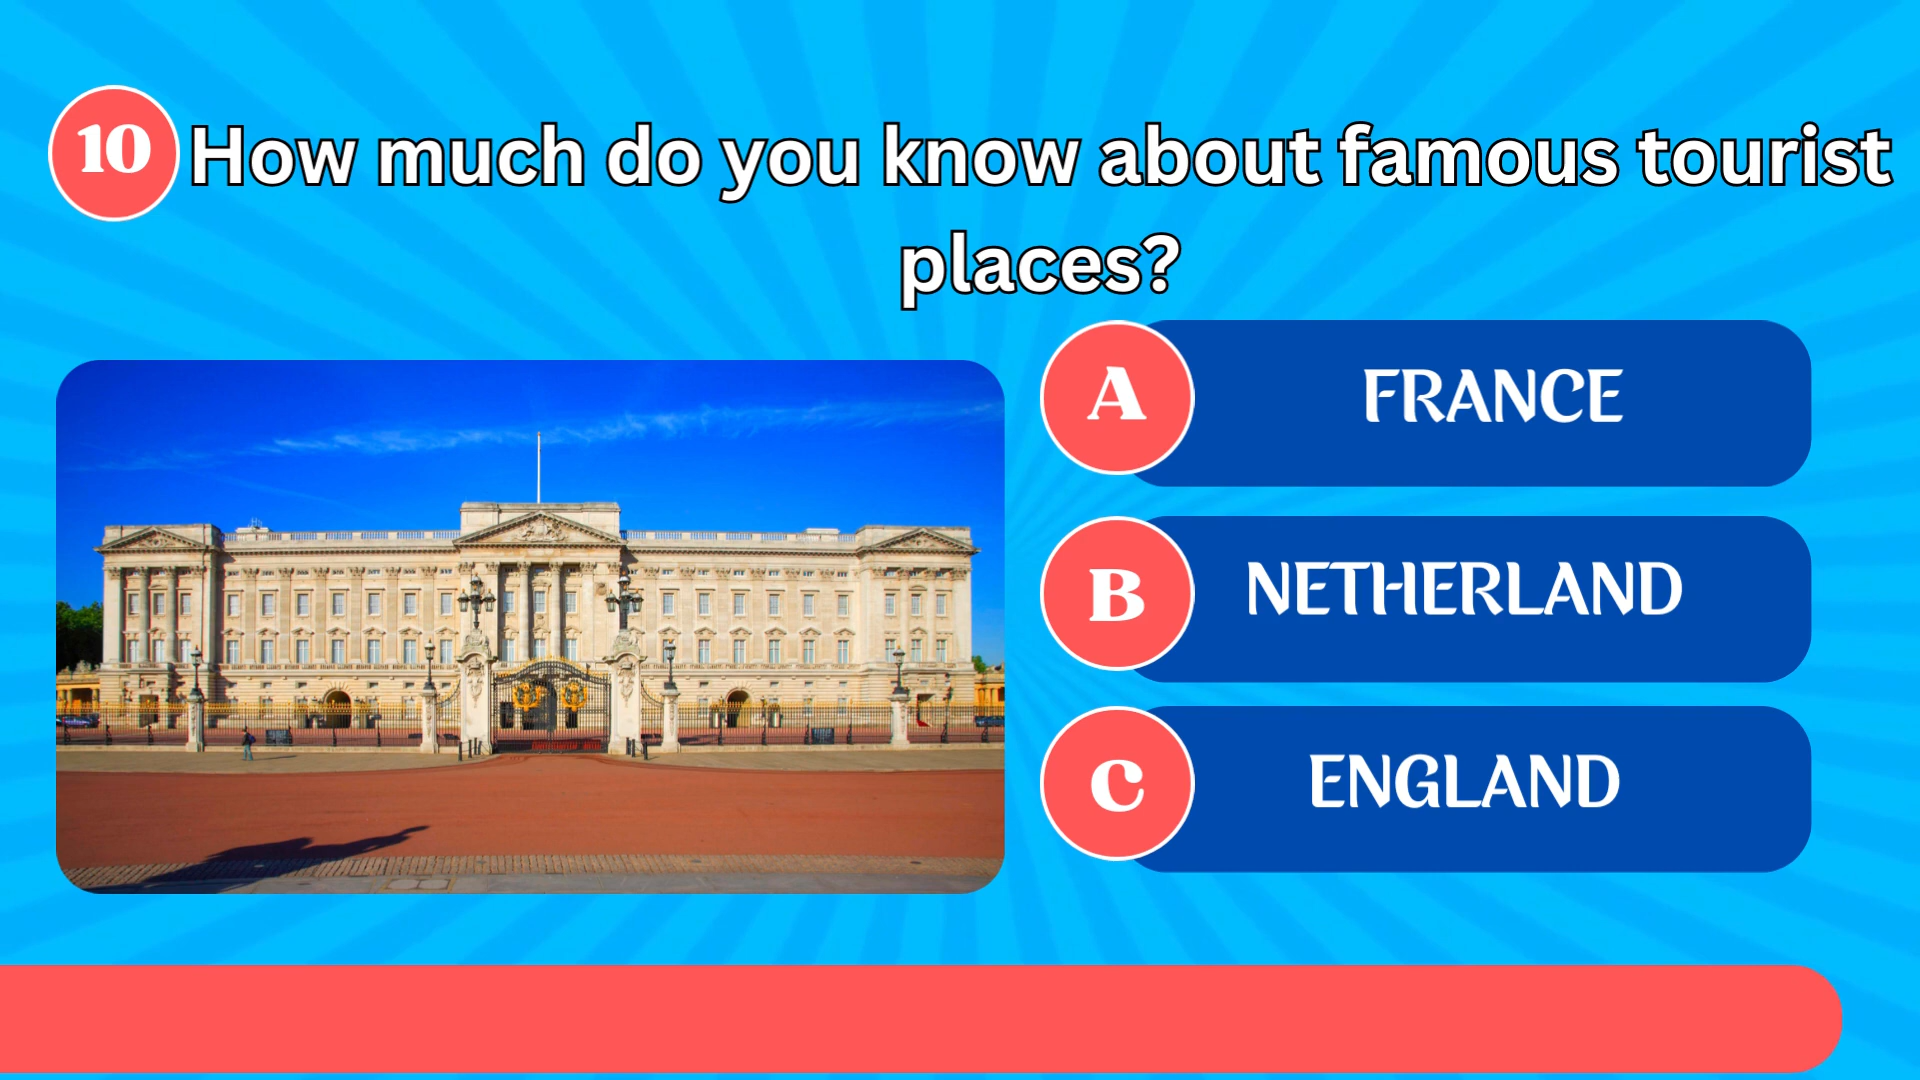 10
How much do you know about famous tourist
places?
A
FRANCE
B
NETHERLAND
C
ENGLAND